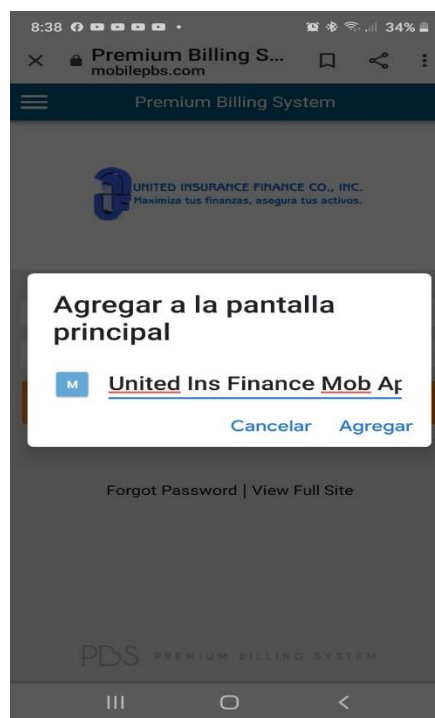 8:38
34%
Premium Billing S...
mobilepbs.com
Premium Billing System
UNITED INSURANCE FINANCE CO., INC.
Maximiza tus finanzas, asegura tus activos.
Agregar a la pantalla
principal
M
United Ins Finance Mob Ap
Cancelar Agregar
Forgot Password | View Full Site
PBS PREMIUM BILLING SYSTEM